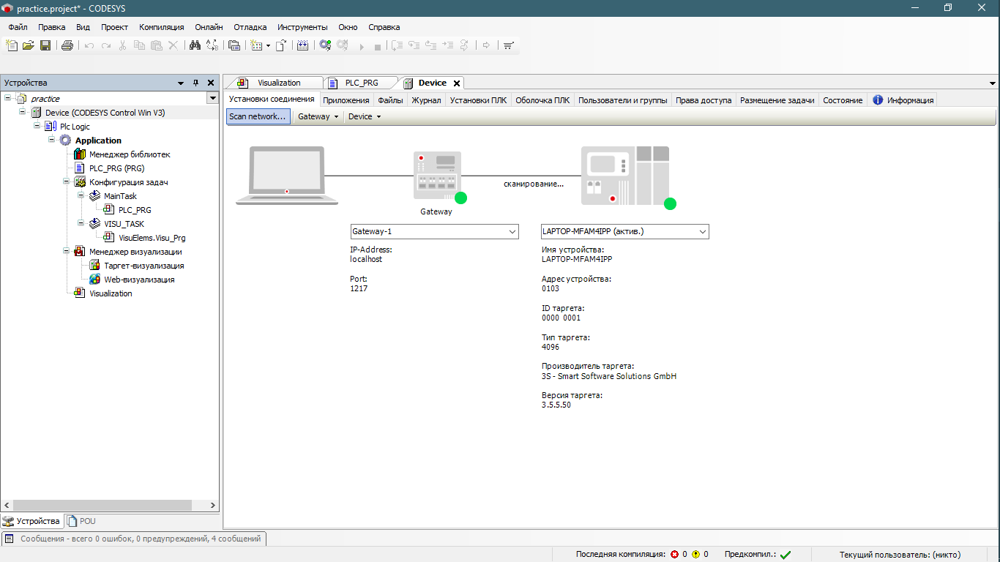 practice.project* - CODESYS
Файл Правка Вид Проект Компиляция Онлайн Отладка Инструменты Окно Справка
Устройства
practice
Device (CODESYS Control Win V3)
Plc Logic
Application
Менеджер библиотек
PLC_PRG (PRG)
Конфигурация задач
MainTask
PLC_PRG
VISU_TASK
VisuElems.Visu_Prg
Менеджер визуализации
Таргет-визуализация
Web-визуализация
Visualization
Устройства POU
Visualization PLC_PRG Device
Установки соединения Приложения Файлы Журнал Установки ПЛК Оболочка ПЛК Пользователи и группы Права доступа Размещение задачи Состояние Информация
Scan network... Gateway Device
сканирование...
Gateway
Gateway-1
IP-Address:
localhost
Port:
1217
LAPTOP-MFAM4IPP (актив.)
Имя устройства:
LAPTOP-MFAM4IPP
Адрес устройства:
0103
ID таргета:
0000 0001
Тип таргета:
4096
Производитель таргета:
3S - Smart Software Solutions GmbH
Версия таргета:
3.5.5.50
Сообщения - всего 0 ошибок, 0 предупреждений, 4 сообщений
Последняя компиляция: 0 0 Предкомпил.: Текущий пользователь: (никто)